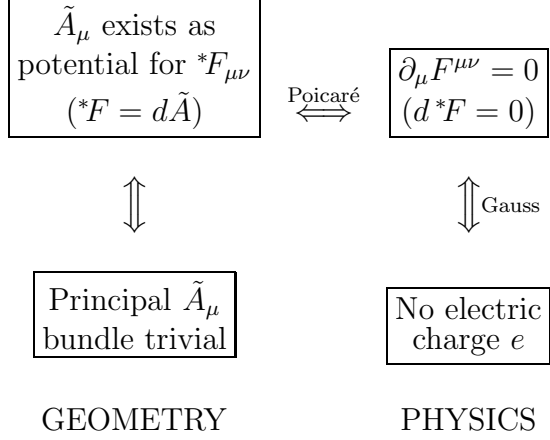 Ã_μ exists as
potential for *F_μν
(*F = dÃ)
Poicaré
⟺
∂_μF^μν = 0
(d *F = 0)
⇕
⇕ Gauss
Principal Ã_μ
bundle trivial
No electric
charge e
GEOMETRY
PHYSICS